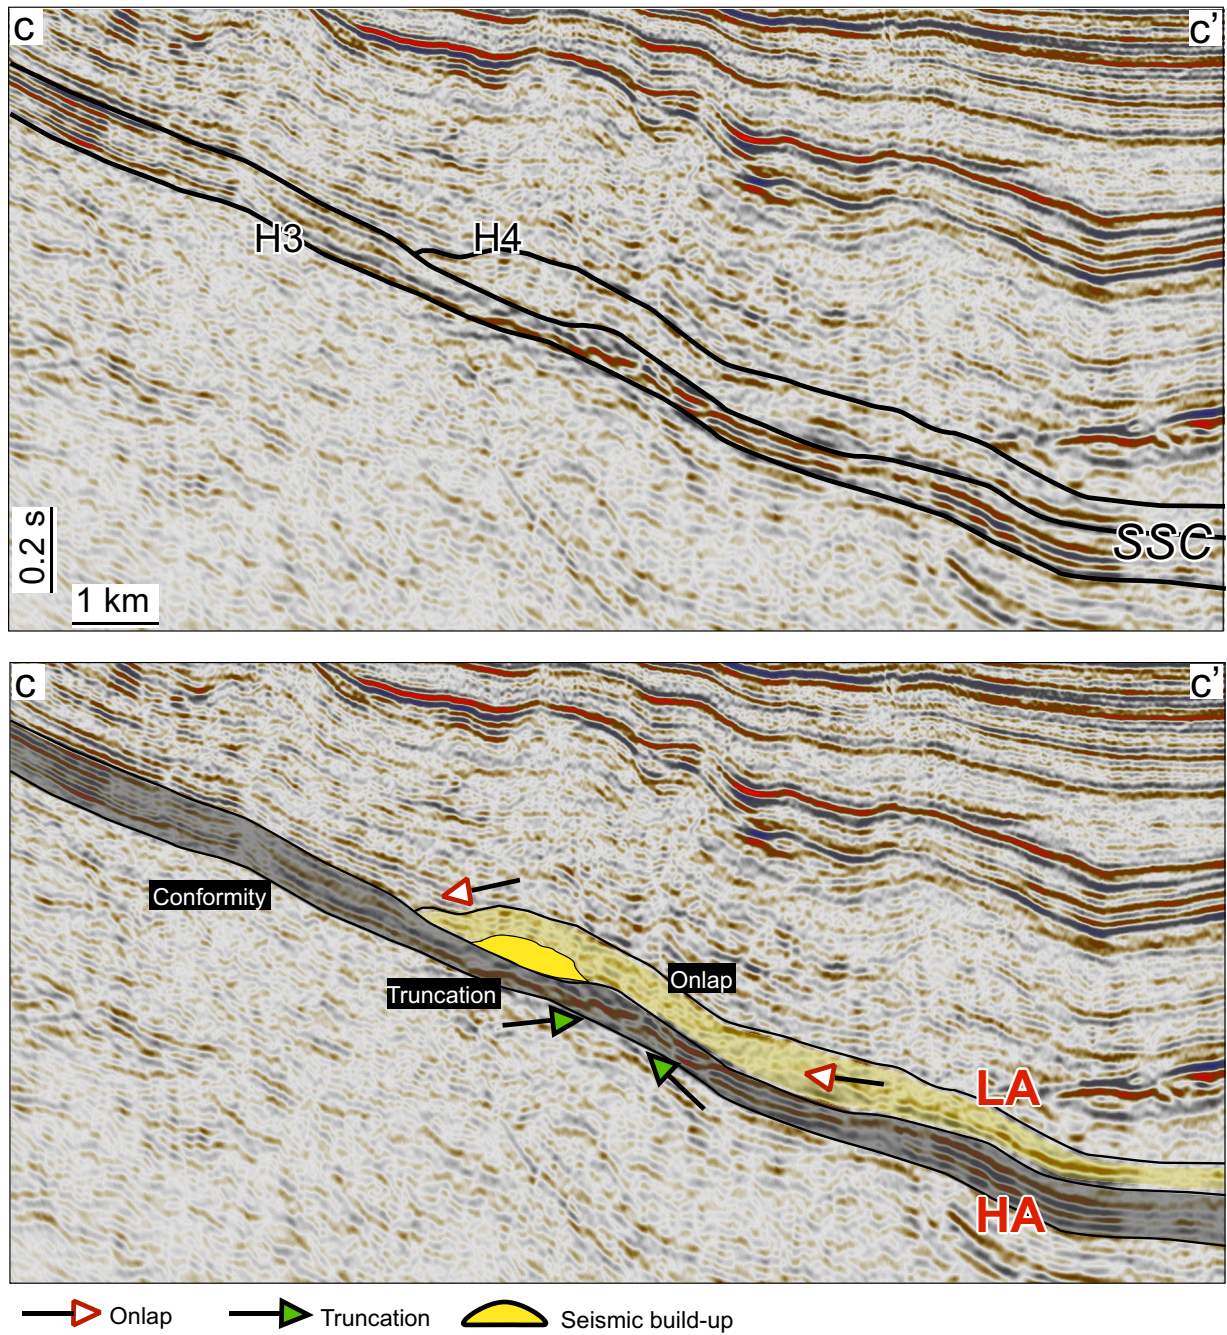 C
C'
H3
H4
SSC
0.2 s
1 km
C
C'
Conformity
Truncation
Onlap
LA
HA
Onlap
Truncation
Seismic build-up